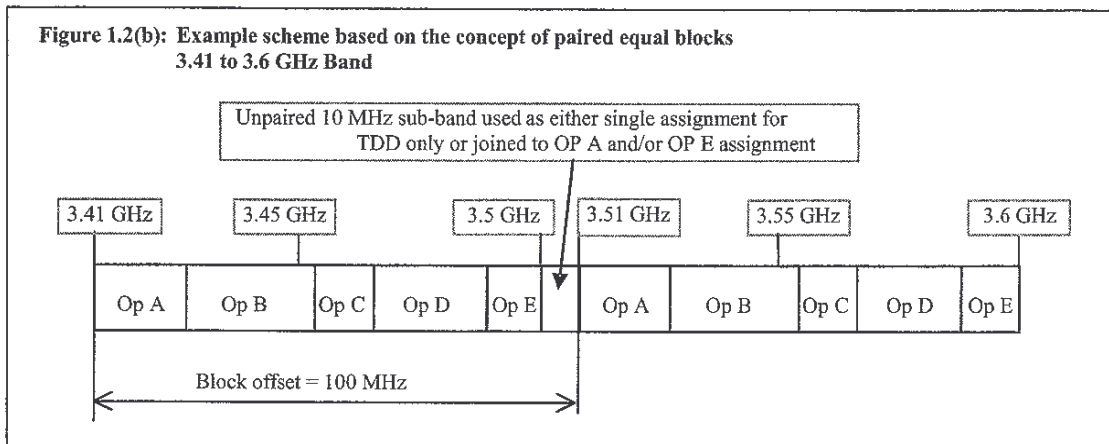 Figure 1.2(b): Example scheme based on the concept of paired equal blocks
3.41 to 3.6 GHz Band
Unpaired 10 MHz sub-band used as either single assignment for
TDD only or joined to OP A and/or OP E assignment
3.41 GHz 3.45 GHz 3.5 GHz 3.51 GHz 3.55 GHz 3.6 GHz
Op A Op B Op C Op D Op E Op A Op B Op C Op D Op E
Block offset = 100 MHz